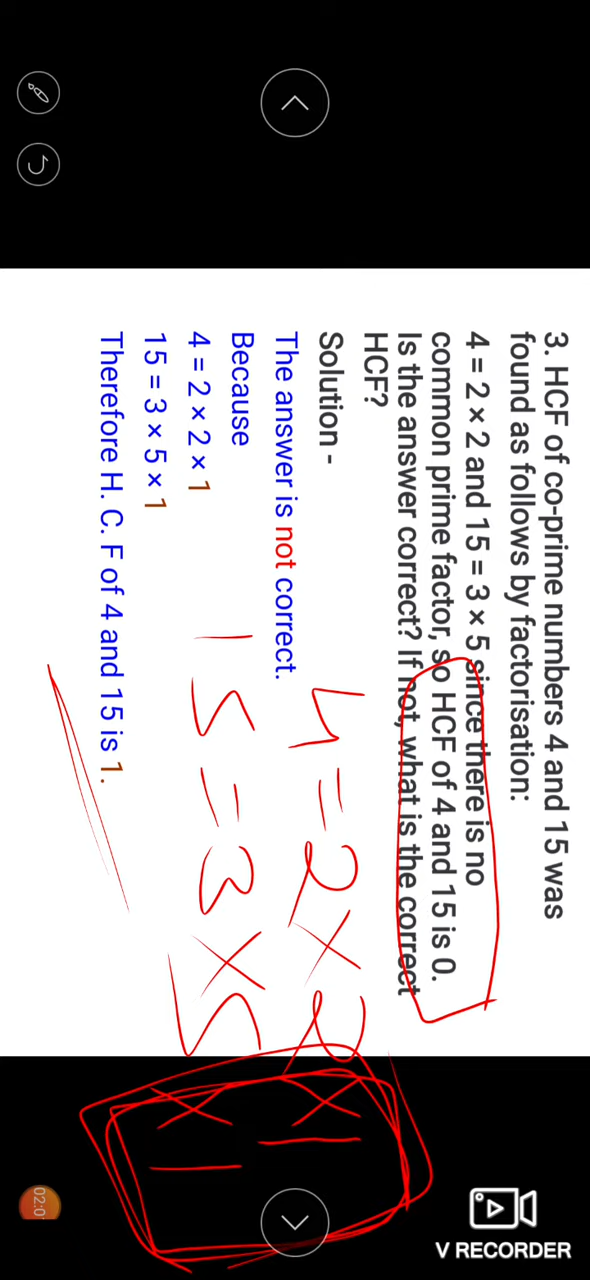 3. HCF of co-prime numbers 4 and 15 was
found as follows by factorisation:
4 = 2 × 2 and 15 = 3 × 5 since there is no
common prime factor, so HCF of 4 and 15 is 0.
Is the answer correct? If not, what is the correct
HCF?
Solution -
The answer is not correct.
Because
4 = 2 × 2 × 1
15 = 3 × 5 × 1
Therefore H. C. F of 4 and 15 is 1.
4 = 2 × 2 × 1
15 = 3 × 5 × 1
V RECORDER
02:0